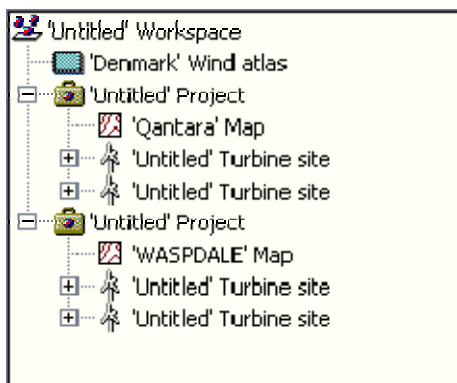 'Untitled' Workspace
'Denmark' Wind atlas
'Untitled' Project
'Qantara' Map
'Untitled' Turbine site
'Untitled' Turbine site
'Untitled' Project
'WASPDALE' Map
'Untitled' Turbine site
'Untitled' Turbine site